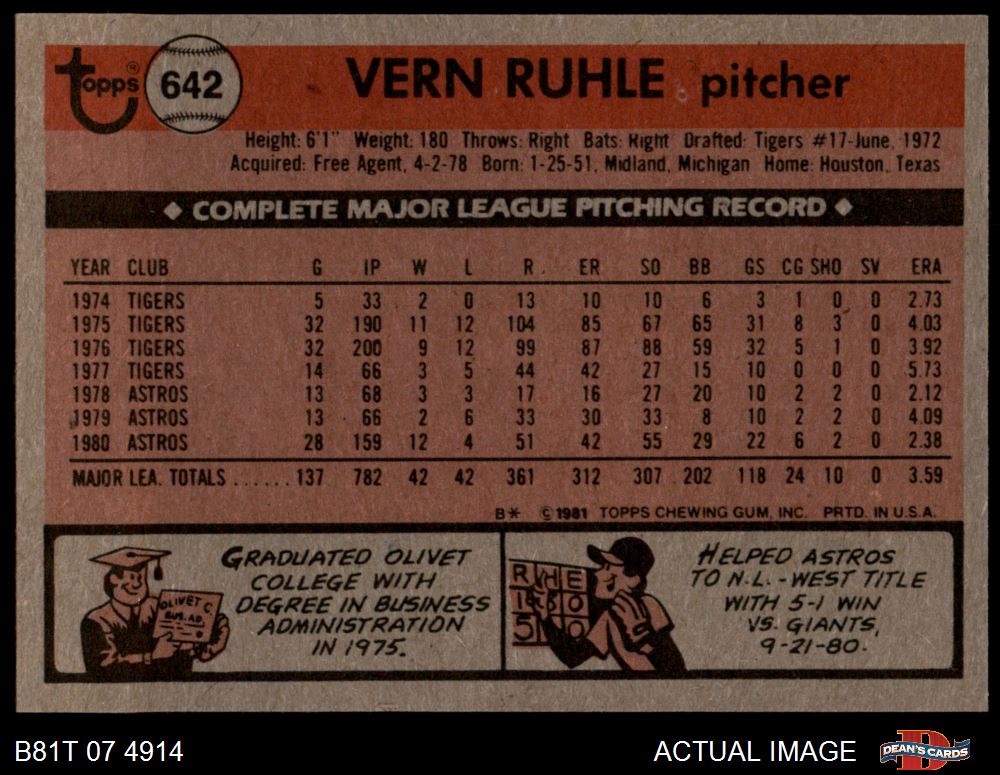 Topps® 642 VERN RUHLE pitcher
Height: 6'1" Weight: 180 Throws: Right Bats: Right Drafted: Tigers #17-June, 1972
Acquired: Free Agent, 4-2-78 Born: 1-25-51, Midland, Michigan Home: Houston, Texas
◆ COMPLETE MAJOR LEAGUE PITCHING RECORD ◆
YEAR CLUB G IP W L R ER SO BB GS CG SHO SV ERA
1974 TIGERS 5 33 2 0 13 10 10 6 3 1 0 0 2.73
1975 TIGERS 32 190 11 12 104 85 67 65 31 8 3 0 4.03
1976 TIGERS 32 200 9 12 99 87 88 59 32 5 1 0 3.92
1977 TIGERS 14 66 3 5 44 42 27 15 10 0 0 0 5.73
1978 ASTROS 13 68 3 3 17 16 27 20 10 2 2 0 2.12
1979 ASTROS 13 66 2 6 33 30 33 8 10 2 2 0 4.09
1980 ASTROS 28 159 12 4 51 42 55 29 22 6 2 0 2.38
MAJOR LEA. TOTALS ...... 137 782 42 42 361 312 307 202 118 24 10 0 3.59
B* © 1981 TOPPS CHEWING GUM, INC. PRTD. IN U.S.A.
OLIVET C.
BUS. AD.
GRADUATED OLIVET
COLLEGE WITH
DEGREE IN BUSINESS
ADMINISTRATION
IN 1975.
R H E
HELPED ASTROS
TO N.L.-WEST TITLE
WITH 5-1 WIN
VS. GIANTS,
9-21-80.
B81T 07 4914
ACTUAL IMAGE
DEAN'S CARDS